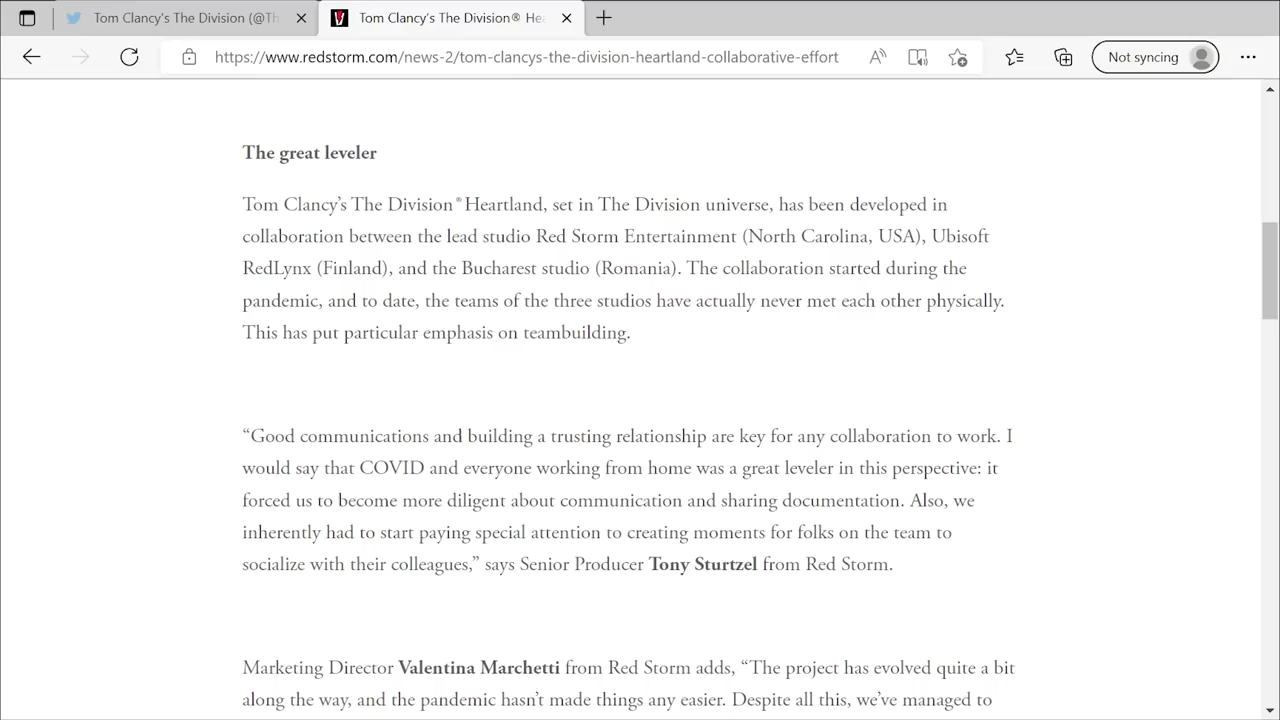 Tom Clancy's The Division (@Th
Tom Clancy's The Division® Hea
https://www.redstorm.com/news-2/tom-clancys-the-division-heartland-collaborative-effort
Not syncing
The great leveler
Tom Clancy’s The Division® Heartland, set in The Division universe, has been developed in
collaboration between the lead studio Red Storm Entertainment (North Carolina, USA), Ubisoft
RedLynx (Finland), and the Bucharest studio (Romania). The collaboration started during the
pandemic, and to date, the teams of the three studios have actually never met each other physically.
This has put particular emphasis on teambuilding.
“Good communications and building a trusting relationship are key for any collaboration to work. I
would say that COVID and everyone working from home was a great leveler in this perspective: it
forced us to become more diligent about communication and sharing documentation. Also, we
inherently had to start paying special attention to creating moments for folks on the team to
socialize with their colleagues,” says Senior Producer Tony Sturtzel from Red Storm.
Marketing Director Valentina Marchetti from Red Storm adds, “The project has evolved quite a bit
along the way, and the pandemic hasn’t made things any easier. Despite all this, we’ve managed to